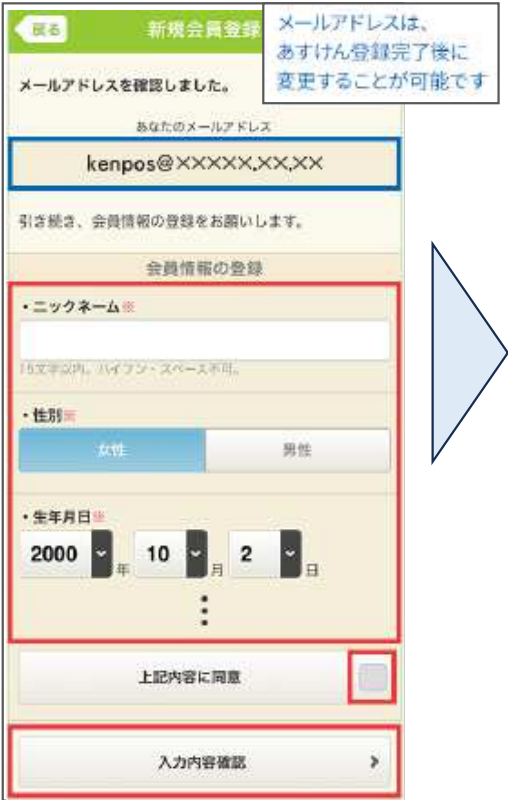 戻る
新規会員登録
メールアドレスは、
あすけん登録完了後に
変更することが可能です
メールアドレスを確認しました。
あなたのメールアドレス
kenpos@×××××.××.××
引き続き、会員情報の登録をお願いします。
会員情報の登録
・ニックネーム※
15文字以内。ハイフン・スペース不可。
・性別※
女性 男性
・生年月日※
2000 年 10 月 2 日
上記内容に同意
入力内容確認